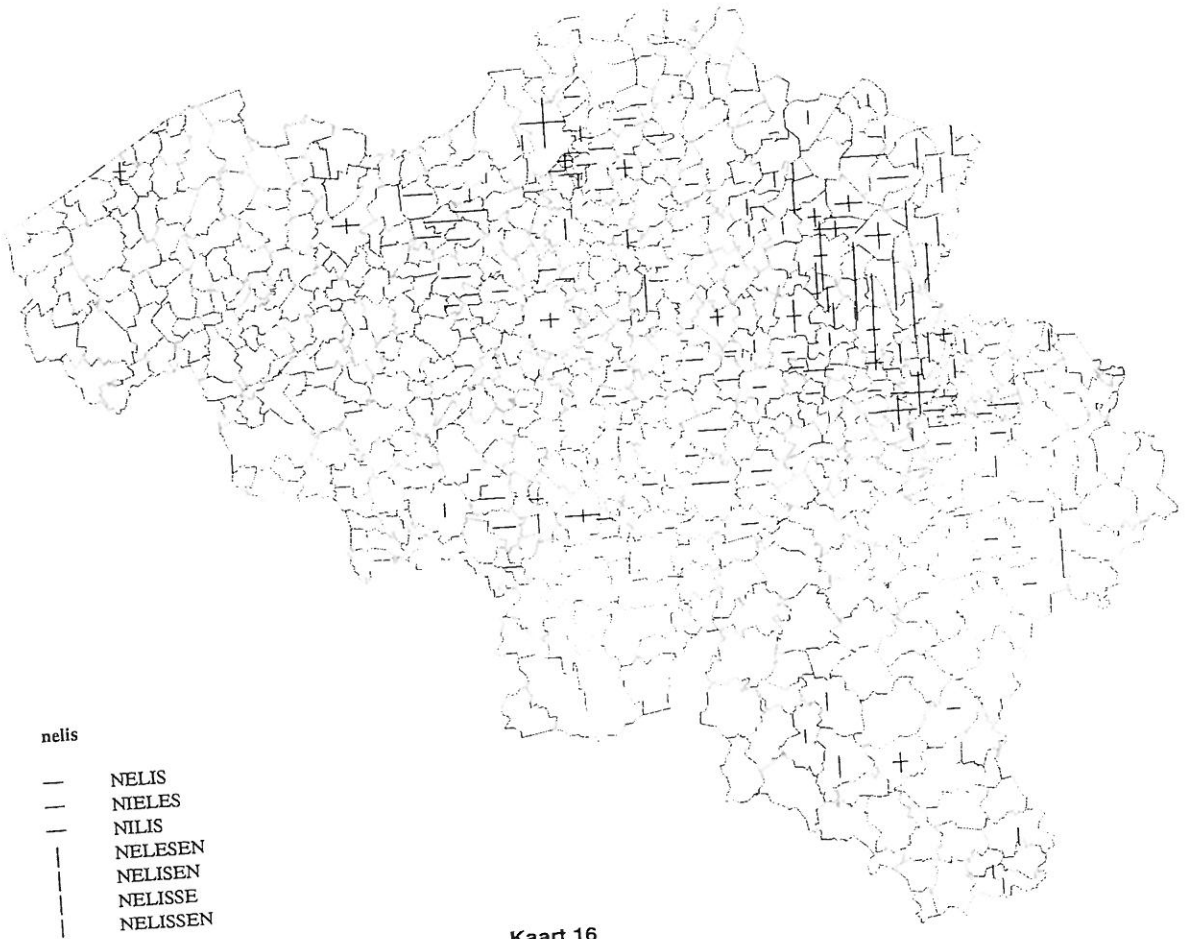 nelis
— NELIS
— NIELES
— NILIS
| NELESEN
| NELISEN
| NELISSE
| NELISSEN
Kaart 16